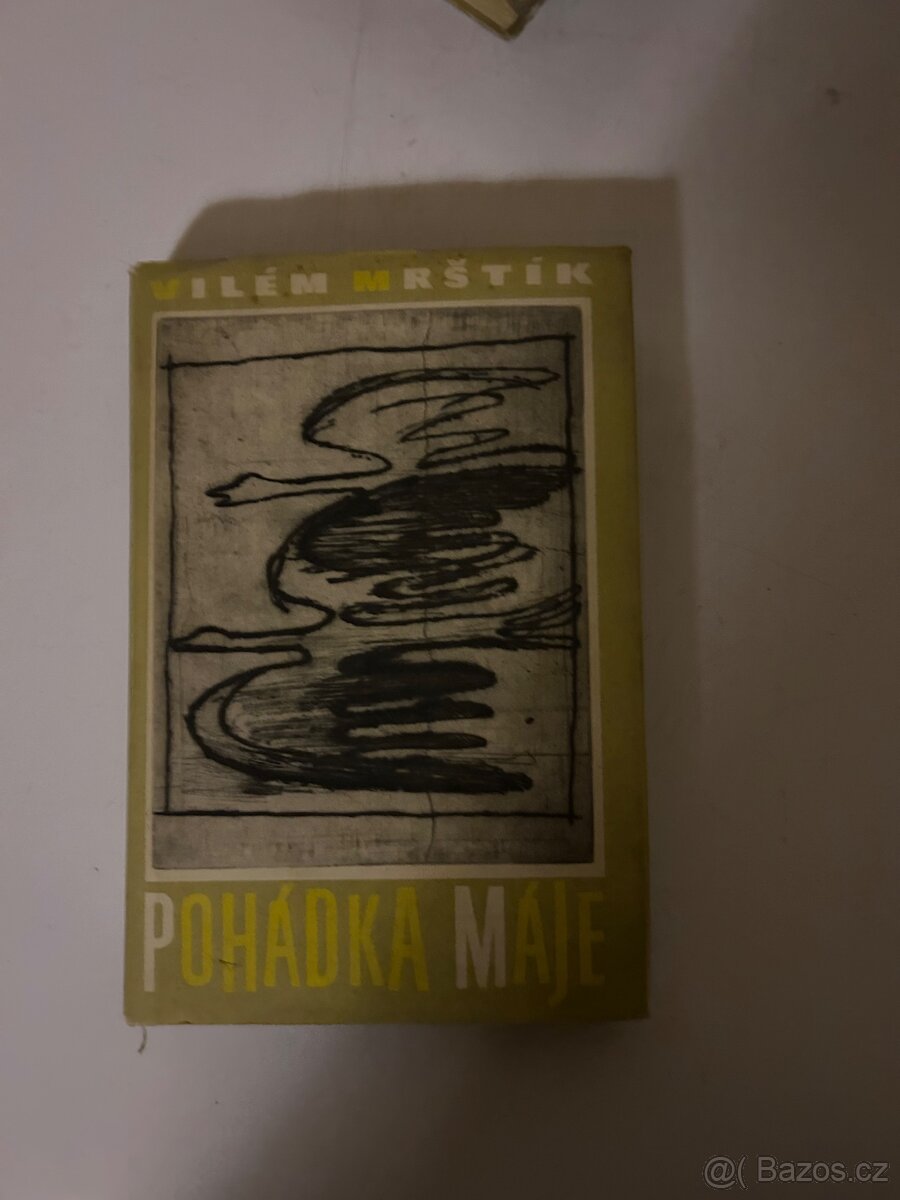 VILÉM MRŠTÍK
POHÁDKA MÁJE
@( Bazos.cz